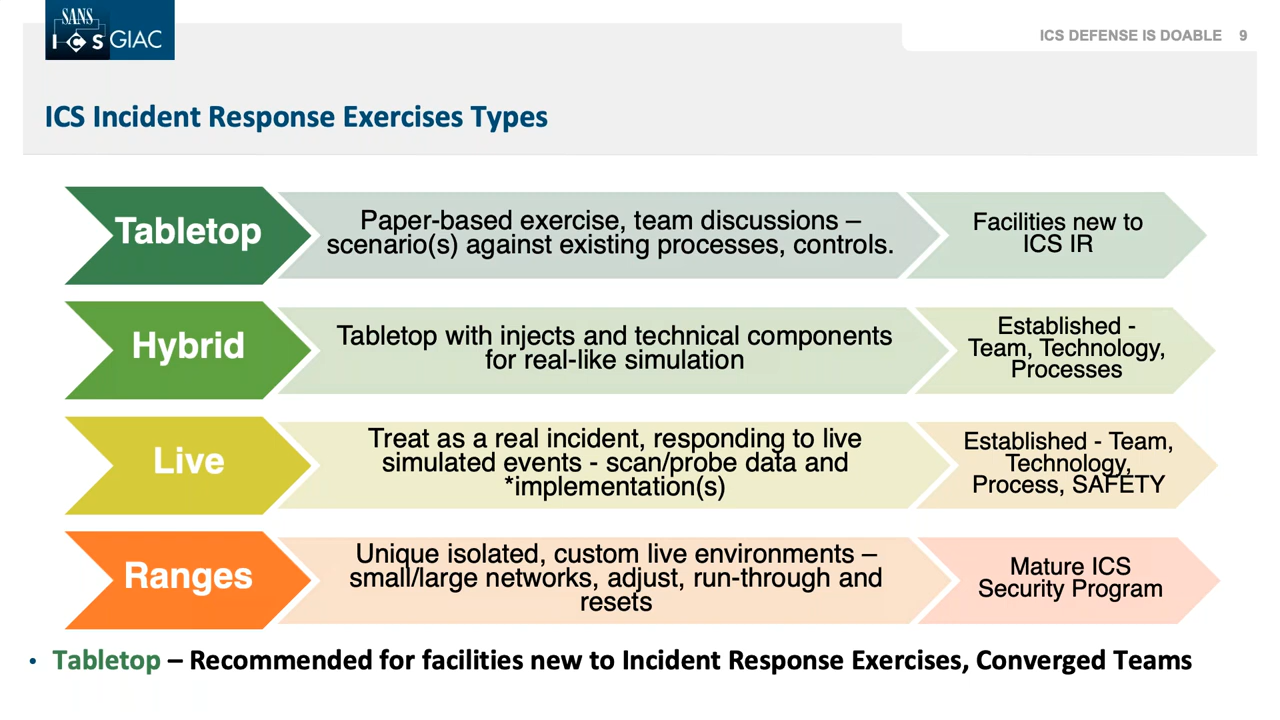 SANS
ICS GIAC
ICS DEFENSE IS DOABLE 9
ICS Incident Response Exercises Types
Tabletop
Paper-based exercise, team discussions –
scenario(s) against existing processes, controls.
Facilities new to
ICS IR
Hybrid
Tabletop with injects and technical components
for real-like simulation
Established -
Team, Technology,
Processes
Live
Treat as a real incident, responding to live
simulated events - scan/probe data and
*implementation(s)
Established - Team,
Technology,
Process, SAFETY
Ranges
Unique isolated, custom live environments –
small/large networks, adjust, run-through and
resets
Mature ICS
Security Program
• Tabletop – Recommended for facilities new to Incident Response Exercises, Converged Teams